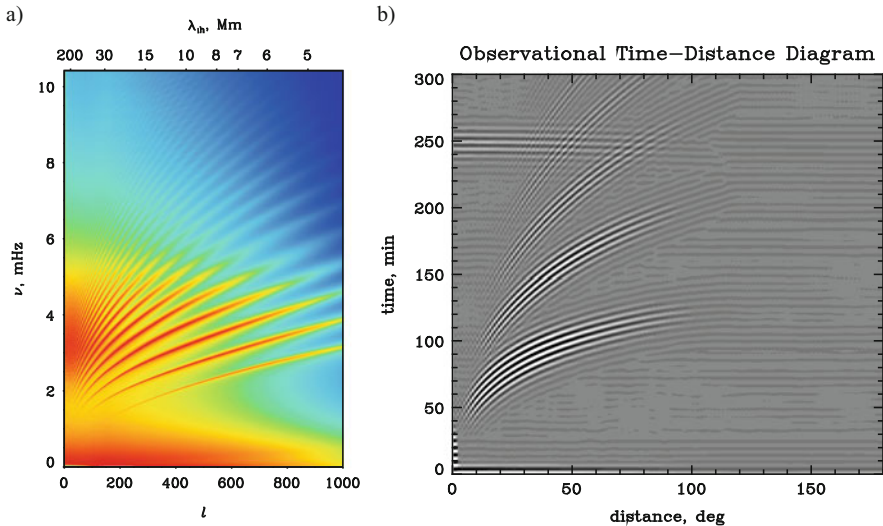 a)
λₜₕ, Mm
200 30 15 10 8 7 6 5
10
8
6
4
2
0
ν, mHz
0 200 400 600 800 1000
l
b)
Observational Time-Distance Diagram
300
250
200
150
100
50
0
time, min
0 50 100 150
distance, deg